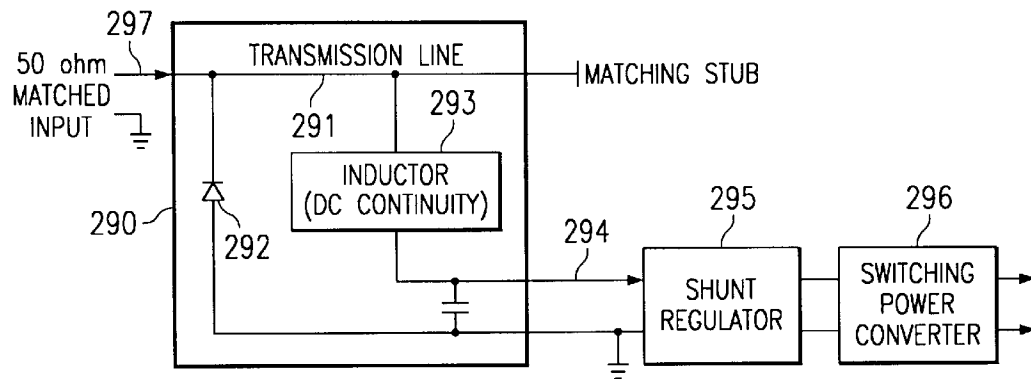 297
50 ohm
MATCHED
INPUT
TRANSMISSION LINE
291
MATCHING STUB
293
INDUCTOR
(DC CONTINUITY)
290
292
294
295
SHUNT
REGULATOR
296
SWITCHING
POWER
CONVERTER